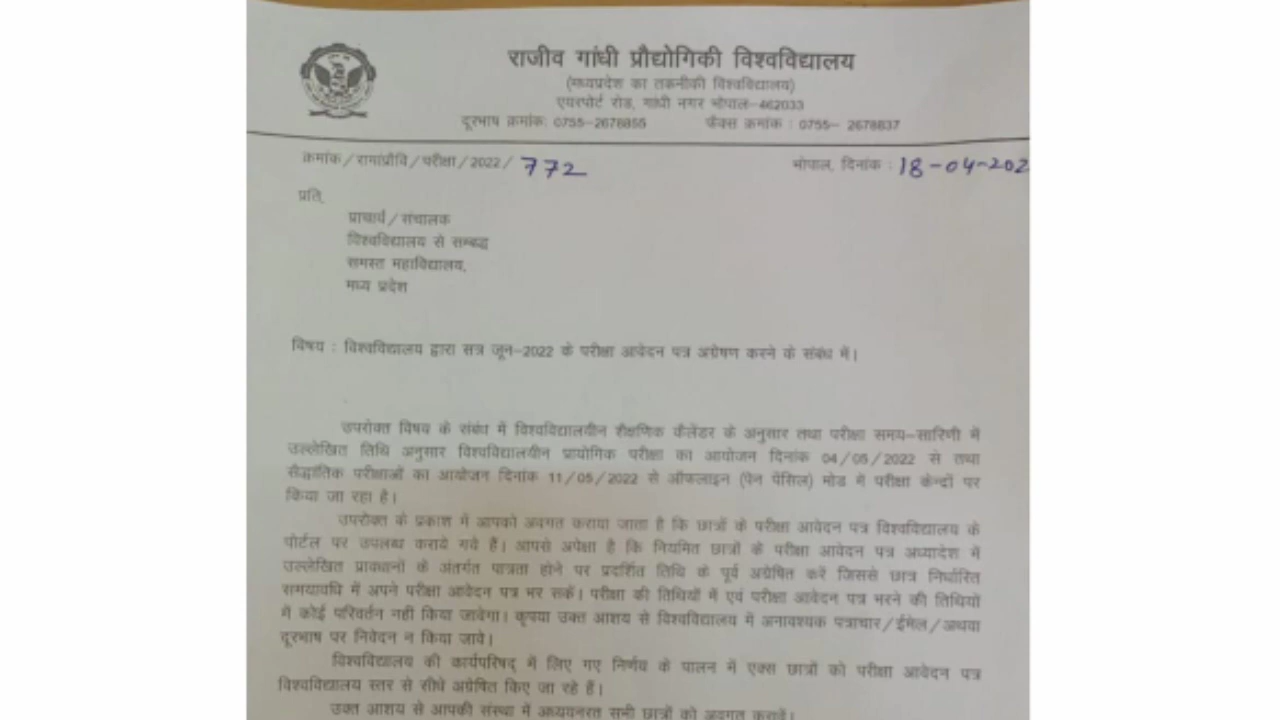 राजीव गांधी प्रौद्योगिकी विश्वविद्यालय
(मध्यप्रदेश का तकनीकी विश्वविद्यालय)
एयरपोर्ट रोड, गांधी नगर भोपाल-462033
दूरभाष क्रमांक: 0755-2678855 फैक्स क्रमांक : 0755- 2678837
क्रमांक/रागांप्रौवि/परीक्षा/2022/ 772 भोपाल, दिनांक : 18-04-202
प्रति,
प्राचार्य/संचालक
विश्वविद्यालय से सम्बद्ध
समस्त महाविद्यालय,
मध्य प्रदेश
विषय : विश्वविद्यालय द्वारा सत्र जून-2022 के परीक्षा आवेदन पत्र अग्रेषण करने के संबंध में।
उपरोक्त विषय के संबंध में विश्वविद्यालयीन शैक्षणिक कैलेंडर के अनुसार तथा परीक्षा समय-सारिणी में
उल्लेखित तिथि अनुसार विश्वविद्यालयीन प्रायोगिक परीक्षा का आयोजन दिनांक 04/05/2022 से तथा
सैद्धांतिक परीक्षाओं का आयोजन दिनांक 11/05/2022 से ऑफलाइन (पेन पेंसिल) मोड में परीक्षा केन्द्रों पर
किया जा रहा है।
उपरोक्त के प्रकाश में आपको अवगत कराया जाता है कि छात्रों के परीक्षा आवेदन पत्र विश्वविद्यालय के
पोर्टल पर उपलब्ध कराये गये हैं। आपसे अपेक्षा है कि नियमित छात्रों के परीक्षा आवेदन पत्र अध्यादेश में
उल्लेखित प्रावधानों के अंतर्गत पात्रता होने पर प्रदर्शित तिथि के पूर्व अग्रेषित करें जिससे छात्र निर्धारित
समयावधि में अपने परीक्षा आवेदन पत्र भर सकें। परीक्षा की तिथियों में एवं परीक्षा आवेदन पत्र भरने की तिथियों
में कोई परिवर्तन नहीं किया जावेगा। कृपया उक्त आशय से विश्वविद्यालय में अनावश्यक पत्राचार/ईमेल/अथवा
दूरभाष पर निवेदन न किया जावे।
विश्वविद्यालय की कार्यपरिषद् में लिए गए निर्णय के पालन में एक्स छात्रों को परीक्षा आवेदन पत्र
विश्वविद्यालय स्तर से सीधे अग्रेषित किए जा रहे हैं।
उक्त आशय से आपकी संस्था में अध्ययनरत सभी छात्रों को अवगत करावें।